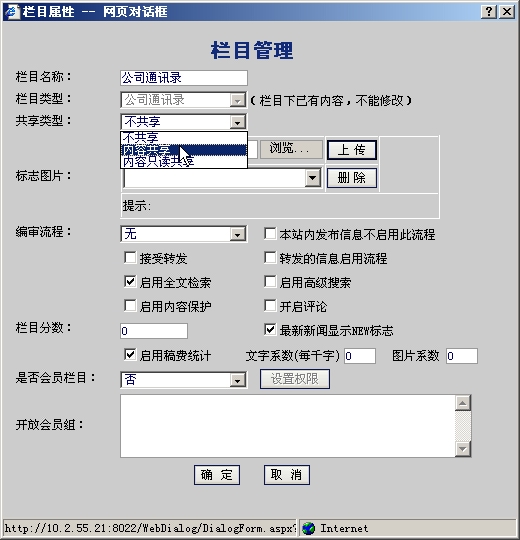 栏目属性 -- 网页对话框
栏目管理
栏目名称： 公司通讯录
栏目类型： 公司通讯录 (栏目下已有内容,不能修改)
共享类型： 不共享
不共享
内容共享 浏览... 上 传
内容只读共享
标志图片： 删 除
提示:
编审流程： 无 本站内发布信息不启用此流程
接受转发 转发的信息启用流程
启用全文检索 启用高级搜索
启用内容保护 开启评论
栏目分数： 0 最新新闻显示NEW标志
启用稿费统计 文字系数(每千字) 0 图片系数 0
是否会员栏目： 否 设置权限
开放会员组：
确 定 取 消
http://10.2.55.21:8022/WebDialog/DialogForm.aspx? Internet